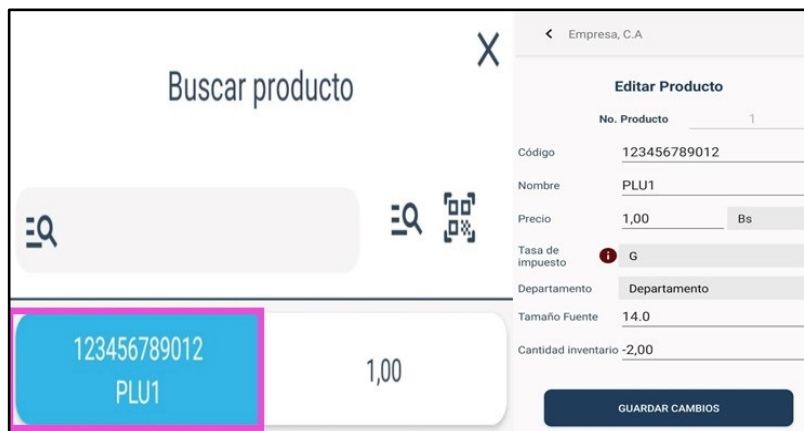 X
Buscar producto
123456789012
PLU1
1,00
Empresa, C.A
Editar Producto
No. Producto 1
Código 123456789012
Nombre PLU1
Precio 1,00 Bs
Tasa de
impuesto G
Departamento Departamento
Tamaño Fuente 14.0
Cantidad inventario -2,00
GUARDAR CAMBIOS